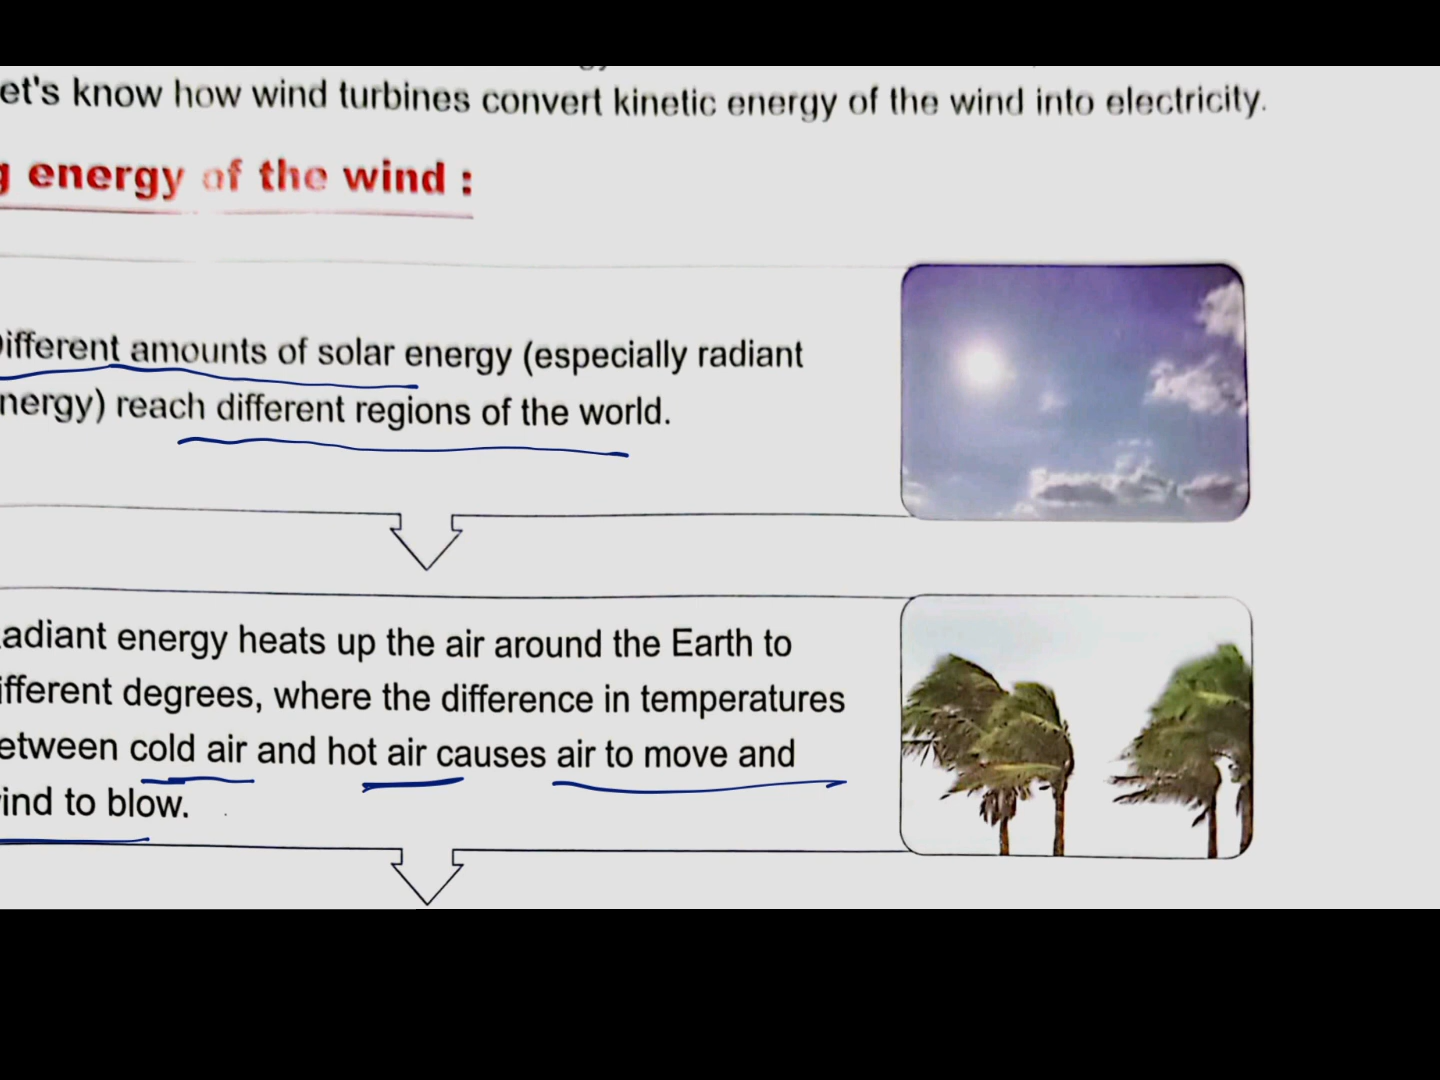 et's know how wind turbines convert kinetic energy of the wind into electricity.
g energy of the wind :
ifferent amounts of solar energy (especially radiant
nergy) reach different regions of the world.
adiant energy heats up the air around the Earth to
ifferent degrees, where the difference in temperatures
etween cold air and hot air causes air to move and
ind to blow.